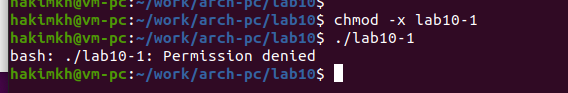 hakimkh@vm-pc:~/work/arch-pc/lab10$ chmod -x lab10-1
hakimkh@vm-pc:~/work/arch-pc/lab10$ ./lab10-1
bash: ./lab10-1: Permission denied
hakimkh@vm-pc:~/work/arch-pc/lab10$